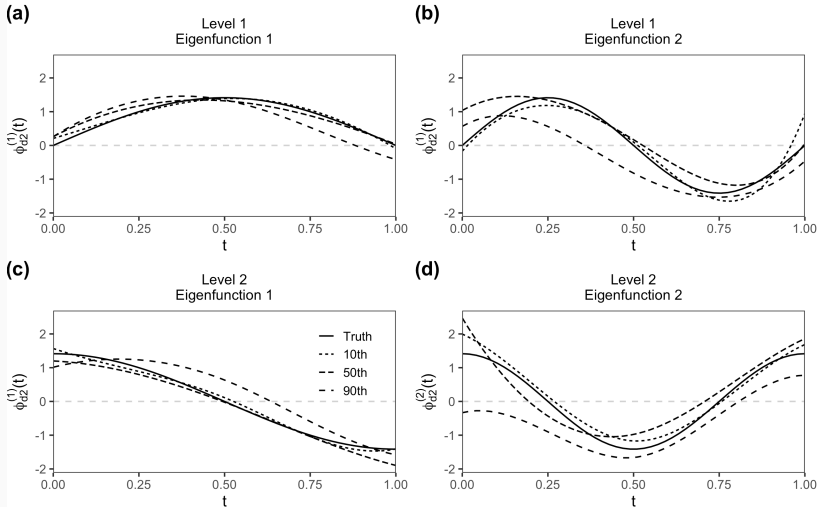 (a)
Level 1
Eigenfunction 1
ϕd2(1)(t)
2
1
0
-1
-2
0.00 0.25 0.50 0.75 1.00
t
(b)
Level 1
Eigenfunction 2
ϕd2(1)(t)
2
1
0
-1
-2
0.00 0.25 0.50 0.75 1.00
t
(c)
Level 2
Eigenfunction 1
ϕd2(1)(t)
2
1
0
-1
-2
Truth
10th
50th
90th
0.00 0.25 0.50 0.75 1.00
t
(d)
Level 2
Eigenfunction 2
ϕd2(2)(t)
2
1
0
-1
-2
0.00 0.25 0.50 0.75 1.00
t